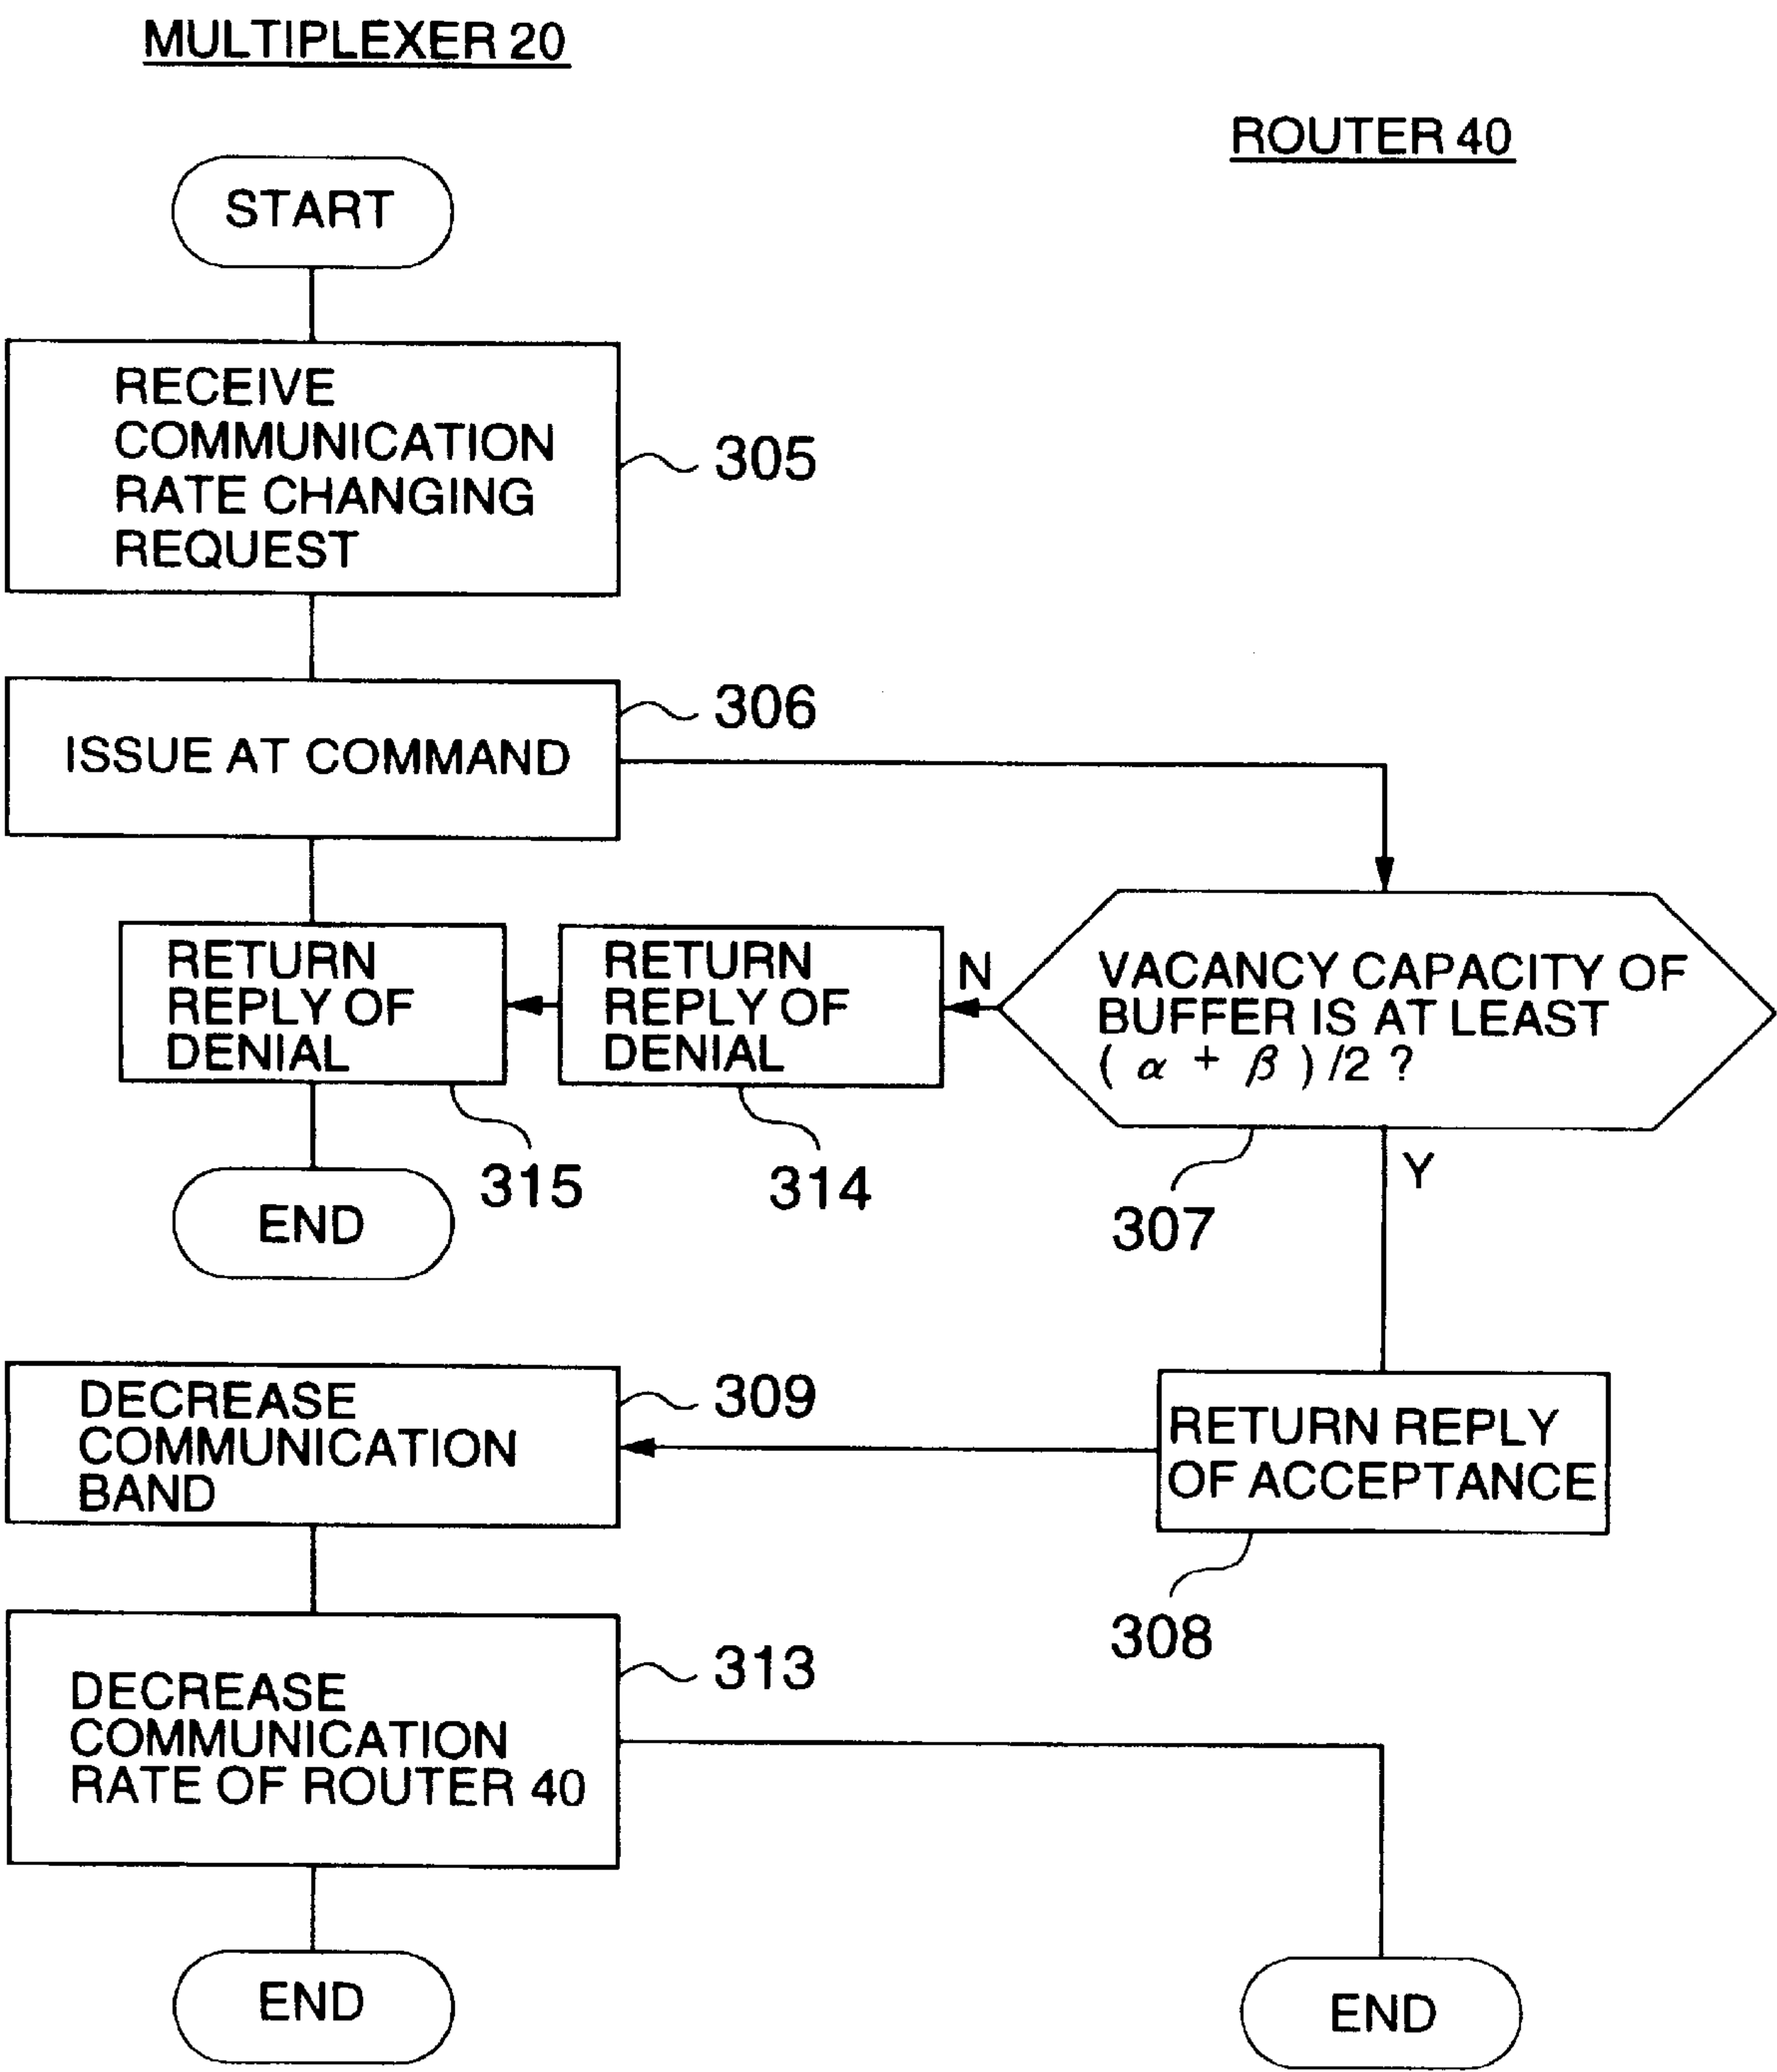 MULTIPLEXER 20
ROUTER 40
START
RECEIVE
COMMUNICATION
RATE CHANGING
REQUEST
305
ISSUE AT COMMAND
306
VACANCY CAPACITY OF
BUFFER IS AT LEAST
( α + β ) /2 ?
307
N
RETURN
REPLY OF
DENIAL
314
RETURN
REPLY OF
DENIAL
315
END
Y
RETURN REPLY
OF ACCEPTANCE
308
DECREASE
COMMUNICATION
BAND
309
DECREASE
COMMUNICATION
RATE OF ROUTER 40
313
END
END